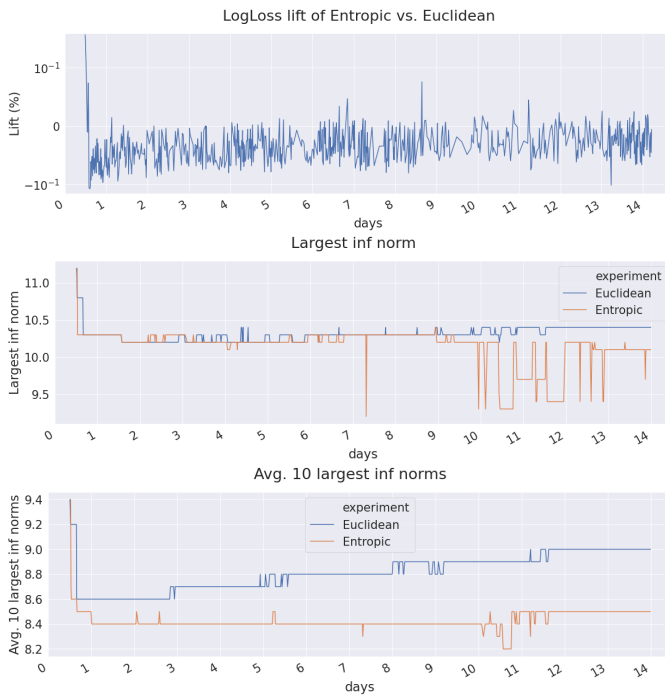 LogLoss lift of Entropic vs. Euclidean
Lift (%)
10⁻¹
0
−10⁻¹
0 1 2 3 4 5 6 7 8 9 10 11 12 13 14
days
Largest inf norm
Largest inf norm
11.0
10.5
10.0
9.5
experiment
Euclidean
Entropic
0 1 2 3 4 5 6 7 8 9 10 11 12 13 14
days
Avg. 10 largest inf norms
Avg. 10 largest inf norms
9.4
9.2
9.0
8.8
8.6
8.4
8.2
experiment
Euclidean
Entropic
0 1 2 3 4 5 6 7 8 9 10 11 12 13 14
days